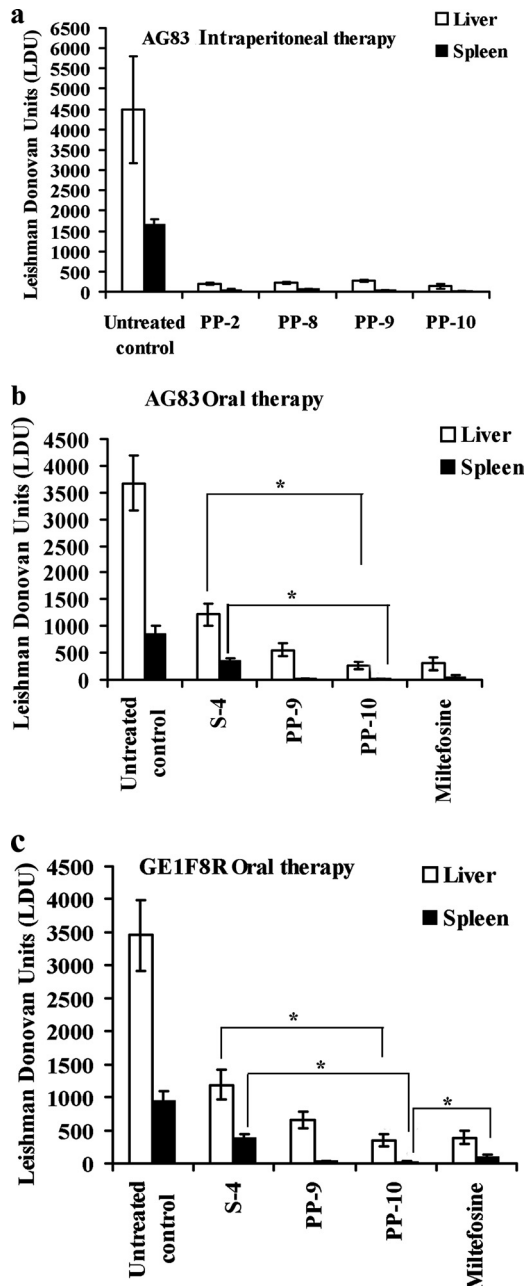 a
AG83 Intraperitoneal therapy
Liver
Spleen
Leishman Donovan Units (LDU)
6500
6000
5500
5000
4500
4000
3500
3000
2500
2000
1500
1000
500
0
Untreated control
PP-2
PP-8
PP-9
PP-10
b
AG83 Oral therapy
Liver
Spleen
Leishman Donovan Units (LDU)
4500
4000
3500
3000
2500
2000
1500
1000
500
0
*
*
Untreated control
S-4
PP-9
PP-10
Miltefosine
c
GE1F8R Oral therapy
Liver
Spleen
Leishman Donovan Units (LDU)
4500
4000
3500
3000
2500
2000
1500
1000
500
0
*
*
*
Untreated control
S-4
PP-9
PP-10
Miltefosine